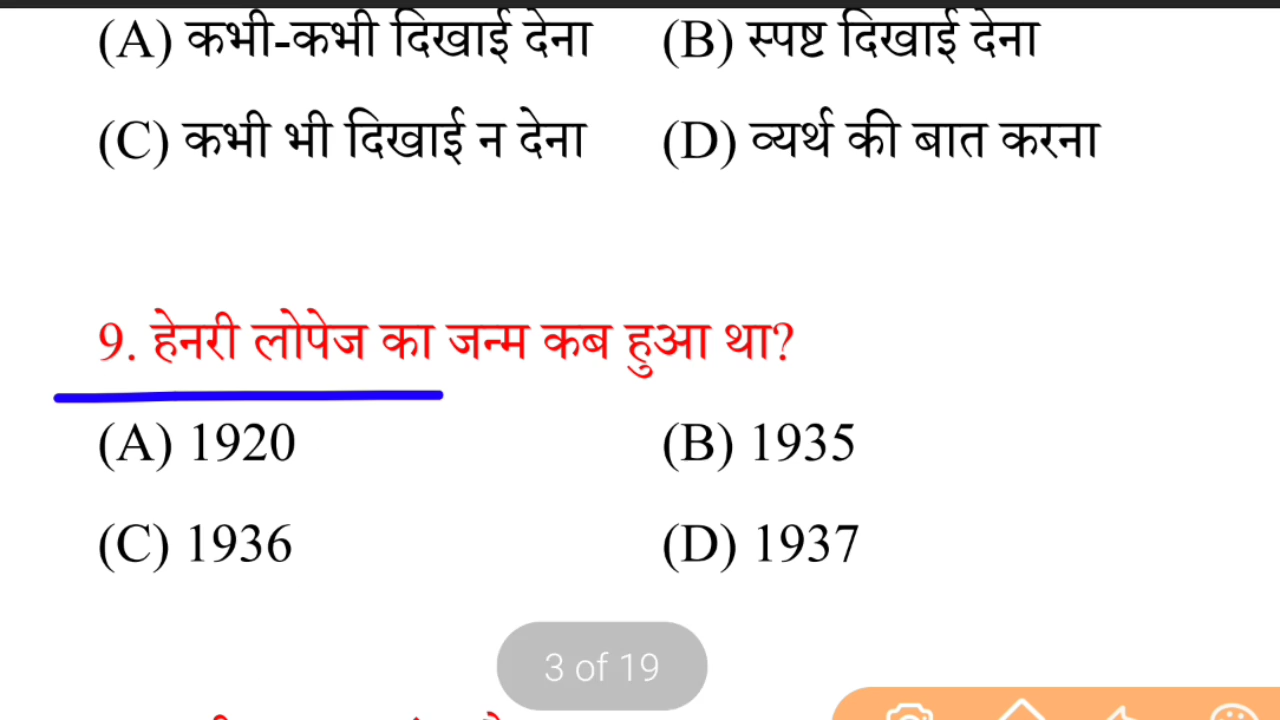 (A) कभी-कभी दिखाई देना (B) स्पष्ट दिखाई देना
(C) कभी भी दिखाई न देना (D) व्यर्थ की बात करना
9. हेनरी लोपेज का जन्म कब हुआ था?
(A) 1920 (B) 1935
(C) 1936 (D) 1937
3 of 19